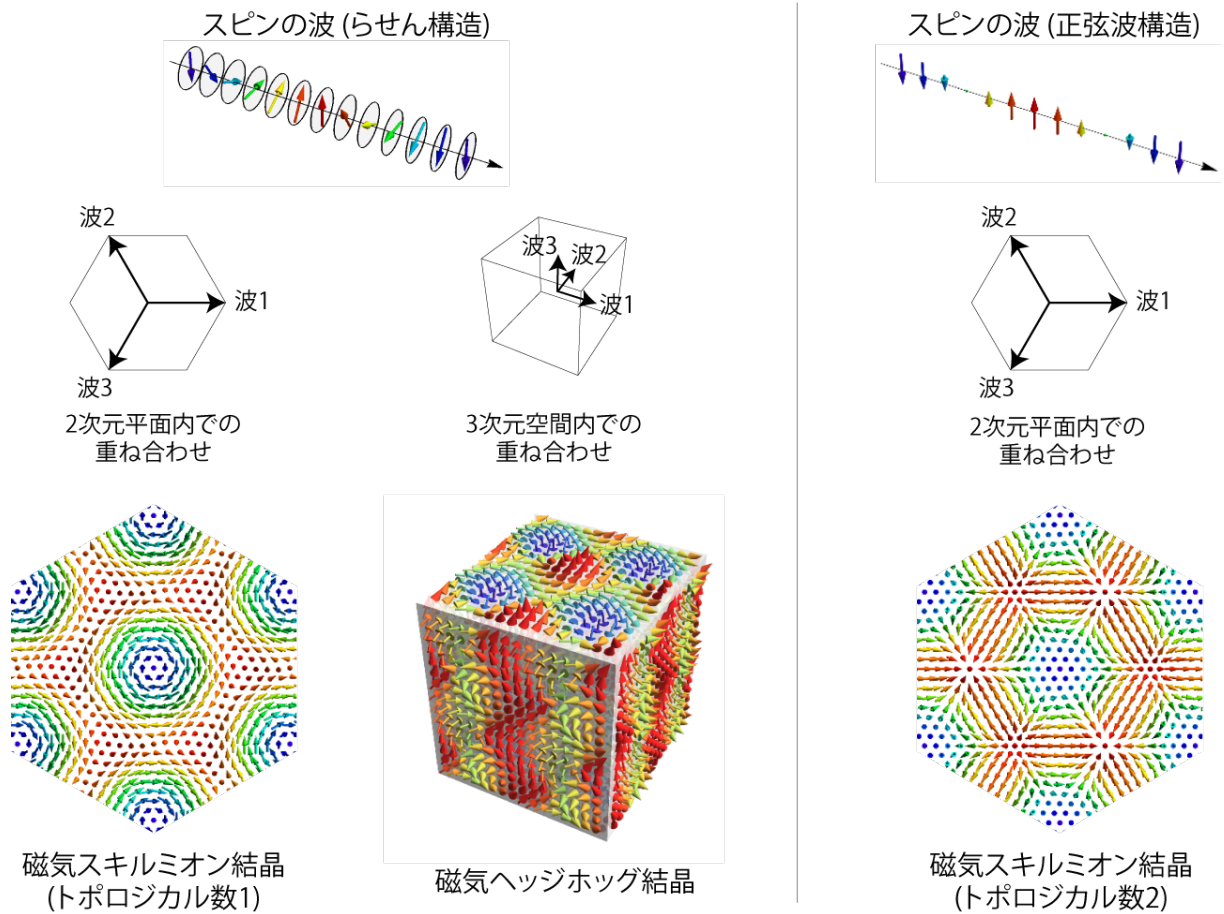 スピンの波 (らせん構造)
スピンの波 (正弦波構造)
波2
波1
波3
2次元平面内での
重ね合わせ
波3
波2
波1
3次元空間内での
重ね合わせ
波2
波1
波3
2次元平面内での
重ね合わせ
磁気スキルミオン結晶
(トポロジカル数1)
磁気ヘッジホッグ結晶
磁気スキルミオン結晶
(トポロジカル数2)